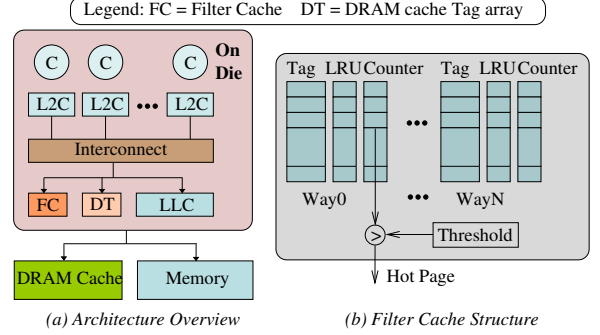 Legend: FC = Filter Cache DT = DRAM cache Tag array
C C C On
Die
L2C L2C ••• L2C
Interconnect
FC DT LLC
DRAM Cache Memory
(a) Architecture Overview
Tag LRU Counter Tag LRU Counter
•••
Way0 ••• WayN
> Threshold
Hot Page
(b) Filter Cache Structure